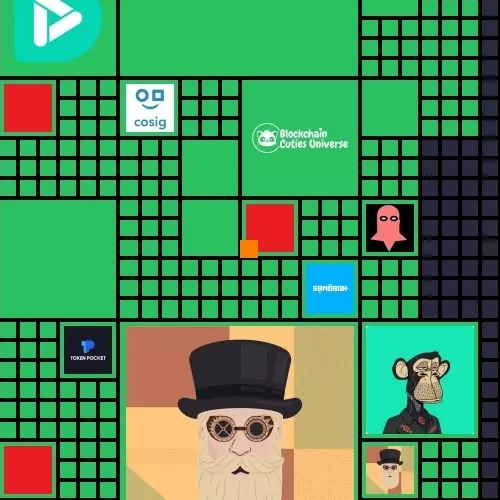 cosig
Blockchain
Cuties Universe
SANDBOX
TOKEN POCKET